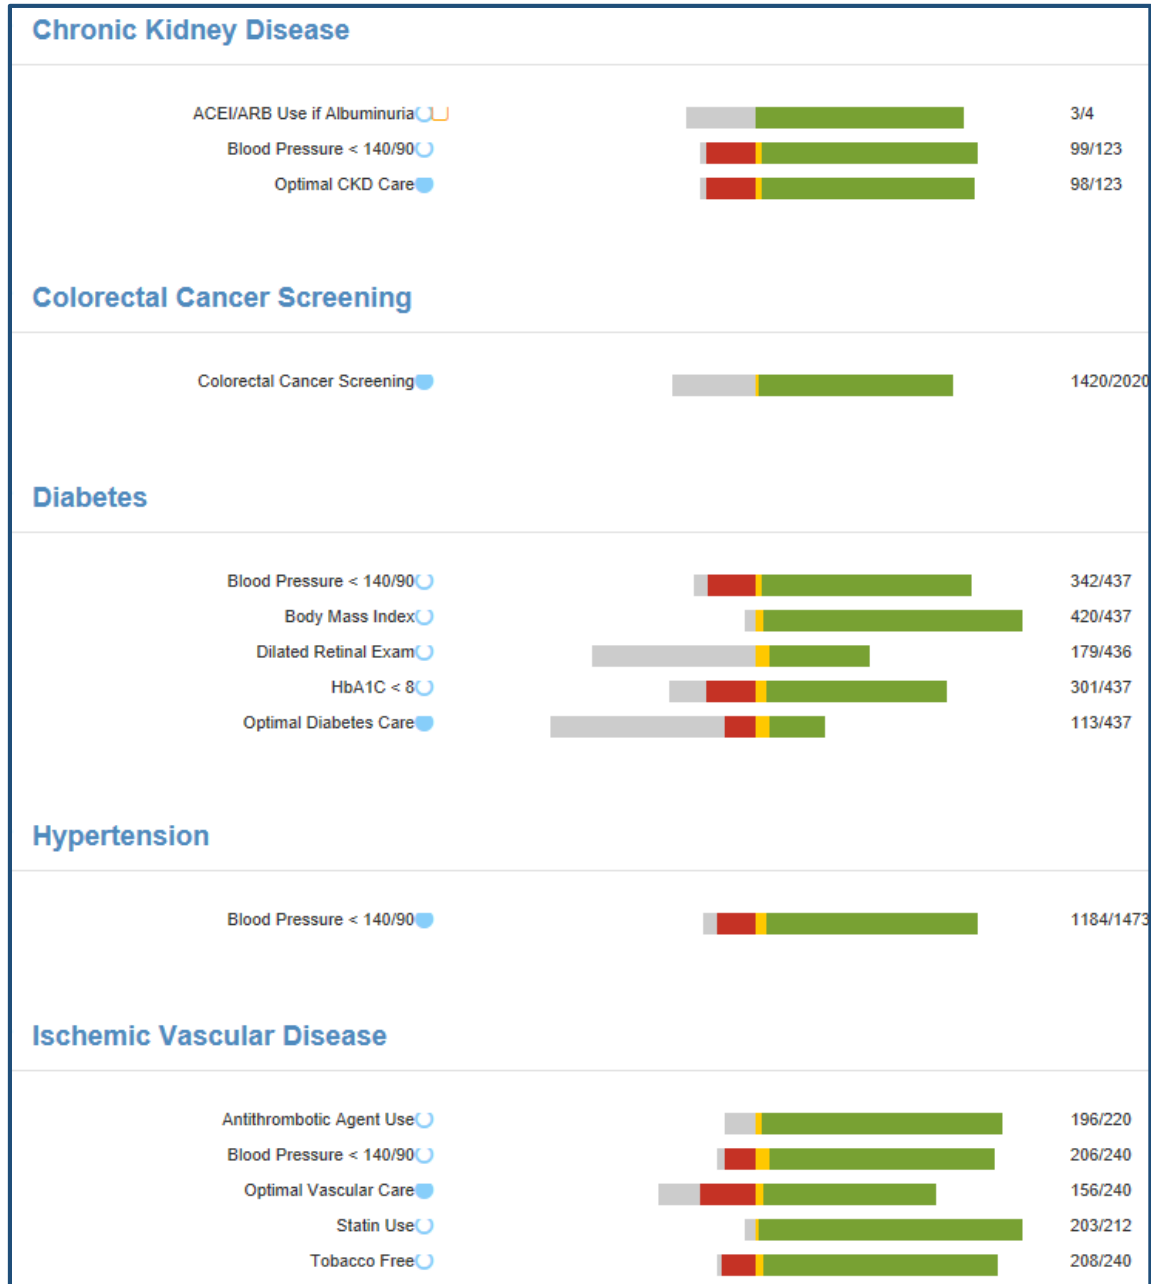 Chronic Kidney Disease
ACEI/ARB Use if Albuminuria 3/4
Blood Pressure < 140/90 99/123
Optimal CKD Care 98/123
Colorectal Cancer Screening
Colorectal Cancer Screening 1420/2020
Diabetes
Blood Pressure < 140/90 342/437
Body Mass Index 420/437
Dilated Retinal Exam 179/436
HbA1C < 8 301/437
Optimal Diabetes Care 113/437
Hypertension
Blood Pressure < 140/90 1184/1473
Ischemic Vascular Disease
Antithrombotic Agent Use 196/220
Blood Pressure < 140/90 206/240
Optimal Vascular Care 156/240
Statin Use 203/212
Tobacco Free 208/240